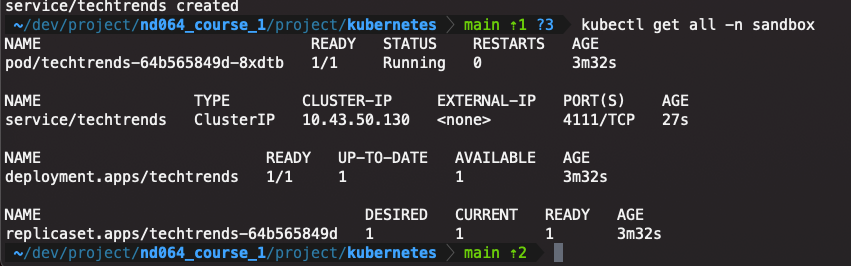 service/techtrends created
~/dev/project/nd064_course_1/project/kubernetes main ↑1 ?3 kubectl get all -n sandbox
NAME READY STATUS RESTARTS AGE
pod/techtrends-64b565849d-8xdtb 1/1 Running 0 3m32s
NAME TYPE CLUSTER-IP EXTERNAL-IP PORT(S) AGE
service/techtrends ClusterIP 10.43.50.130 <none> 4111/TCP 27s
NAME READY UP-TO-DATE AVAILABLE AGE
deployment.apps/techtrends 1/1 1 1 3m32s
NAME DESIRED CURRENT READY AGE
replicaset.apps/techtrends-64b565849d 1 1 1 3m32s
~/dev/project/nd064_course_1/project/kubernetes main ↑2